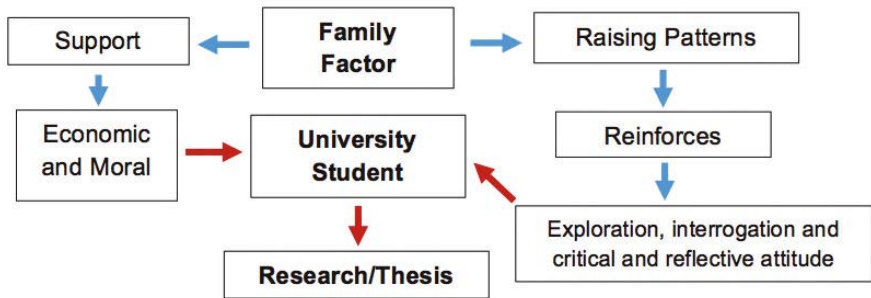 Support
Family
Factor
Raising Patterns
Economic
and Moral
University
Student
Reinforces
Exploration, interrogation and
critical and reflective attitude
Research/Thesis